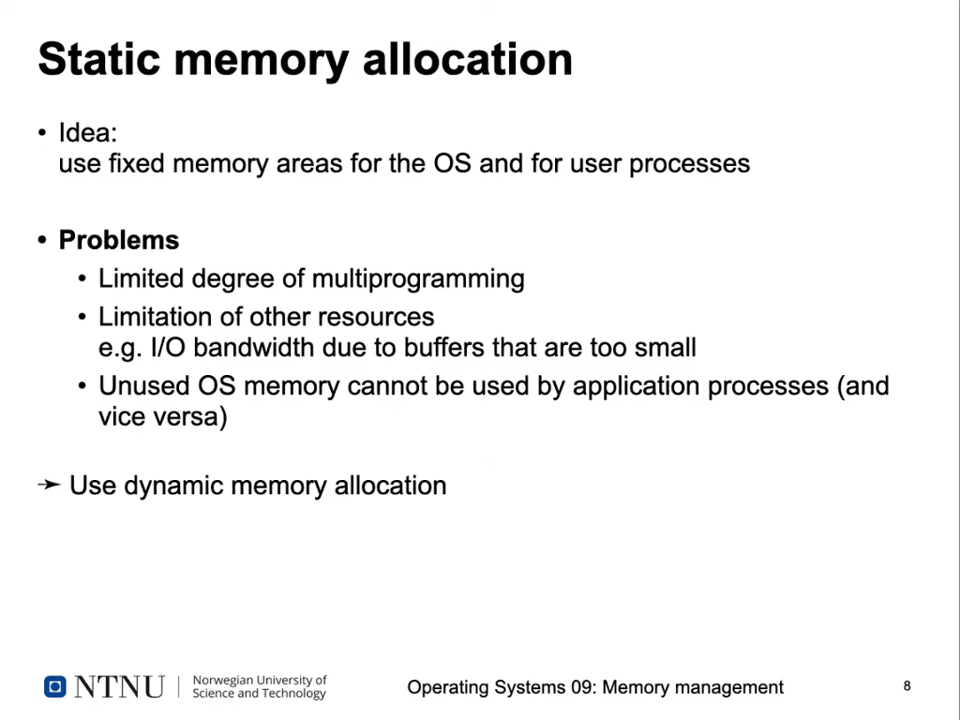 Static memory allocation
• Idea:
use fixed memory areas for the OS and for user processes
• Problems
• Limited degree of multiprogramming
• Limitation of other resources
e.g. I/O bandwidth due to buffers that are too small
• Unused OS memory cannot be used by application processes (and
vice versa)
➛ Use dynamic memory allocation
NTNU
Norwegian University of
Science and Technology
Operating Systems 09: Memory management
8